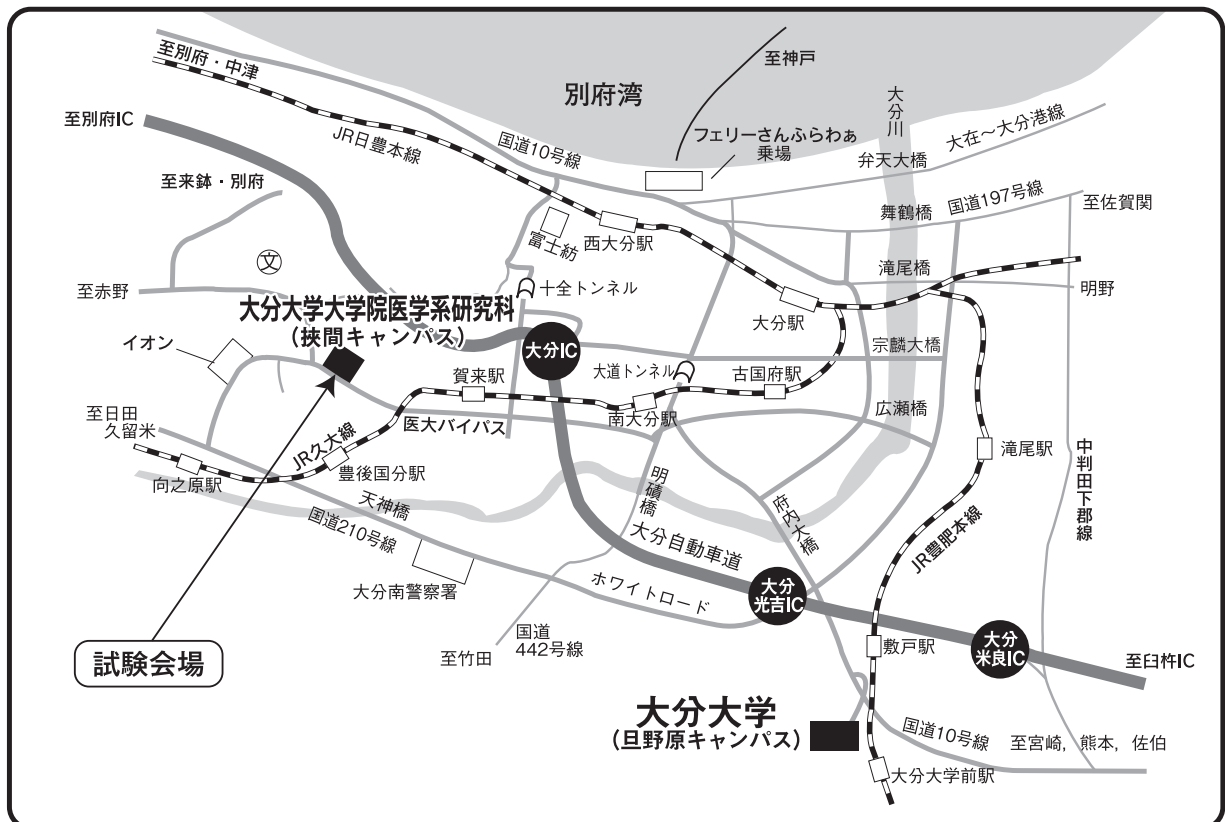 至別府・中津
別府湾
至神戸
大分川
至別府IC
JR日豊本線
国道10号線
フェリーさんふらわぁ
乗場
弁天大橋
大在~大分港線
至来鉢・別府
舞鶴橋
国道197号線
至佐賀関
富士紡
西大分駅
文
滝尾橋
至赤野
十全トンネル
明野
大分大学大学院医学系研究科
(挾間キャンパス)
大分駅
イオン
大分IC
宗麟大橋
賀来駅
大道トンネル
古国府駅
至日田
久留米
医大バイパス
南大分駅
広瀬橋
JR久大線
豊後国分駅
滝尾駅
中判田下郡線
向之原駅
明磧橋
天神橋
国道210号線
府内大橋
JR豊肥本線
大分自動車道
大分南警察署
ホワイトロード
大分
光吉IC
国道
442号線
至竹田
敷戸駅
大分
米良IC
至臼杵IC
試験会場
大分大学
(旦野原キャンパス)
国道10号線
至宮崎,熊本,佐伯
大分大学前駅